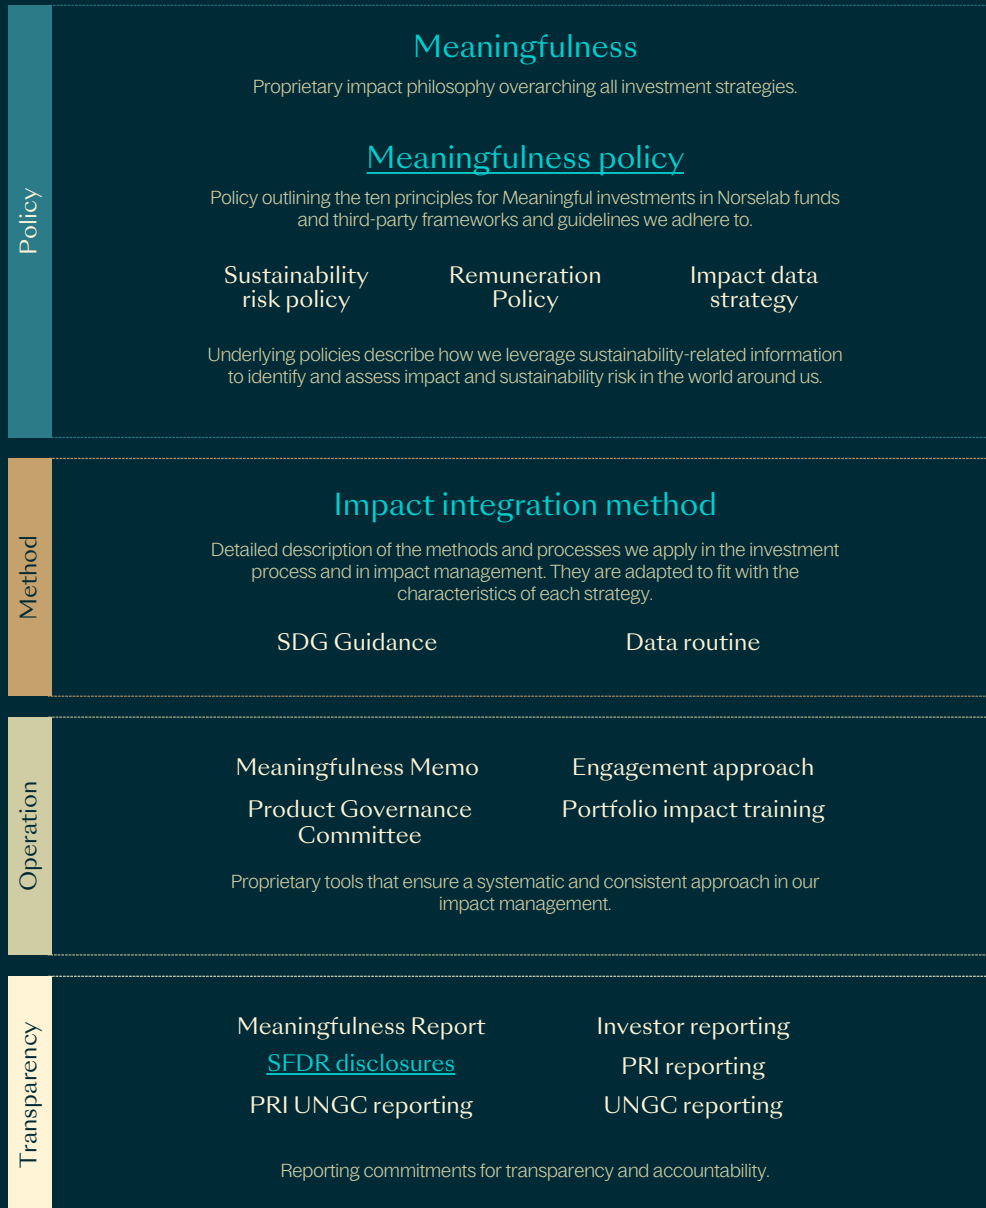 Policy
Meaningfulness
Proprietary impact philosophy overarching all investment strategies.
Meaningfulness policy
Policy outlining the ten principles for Meaningful investments in Norselab funds
and third-party frameworks and guidelines we adhere to.
Sustainability
risk policy
Remuneration
Policy
Impact data
strategy
Underlying policies describe how we leverage sustainability-related information
to identify and assess impact and sustainability risk in the world around us.
Method
Impact integration method
Detailed description of the methods and processes we apply in the investment
process and in impact management. They are adapted to fit with the
characteristics of each strategy.
SDG Guidance
Data routine
Operation
Meaningfulness Memo
Engagement approach
Product Governance
Committee
Portfolio impact training
Proprietary tools that ensure a systematic and consistent approach in our
impact management.
Transparency
Meaningfulness Report
Investor reporting
SFDR disclosures
PRI reporting
PRI UNGC reporting
UNGC reporting
Reporting commitments for transparency and accountability.